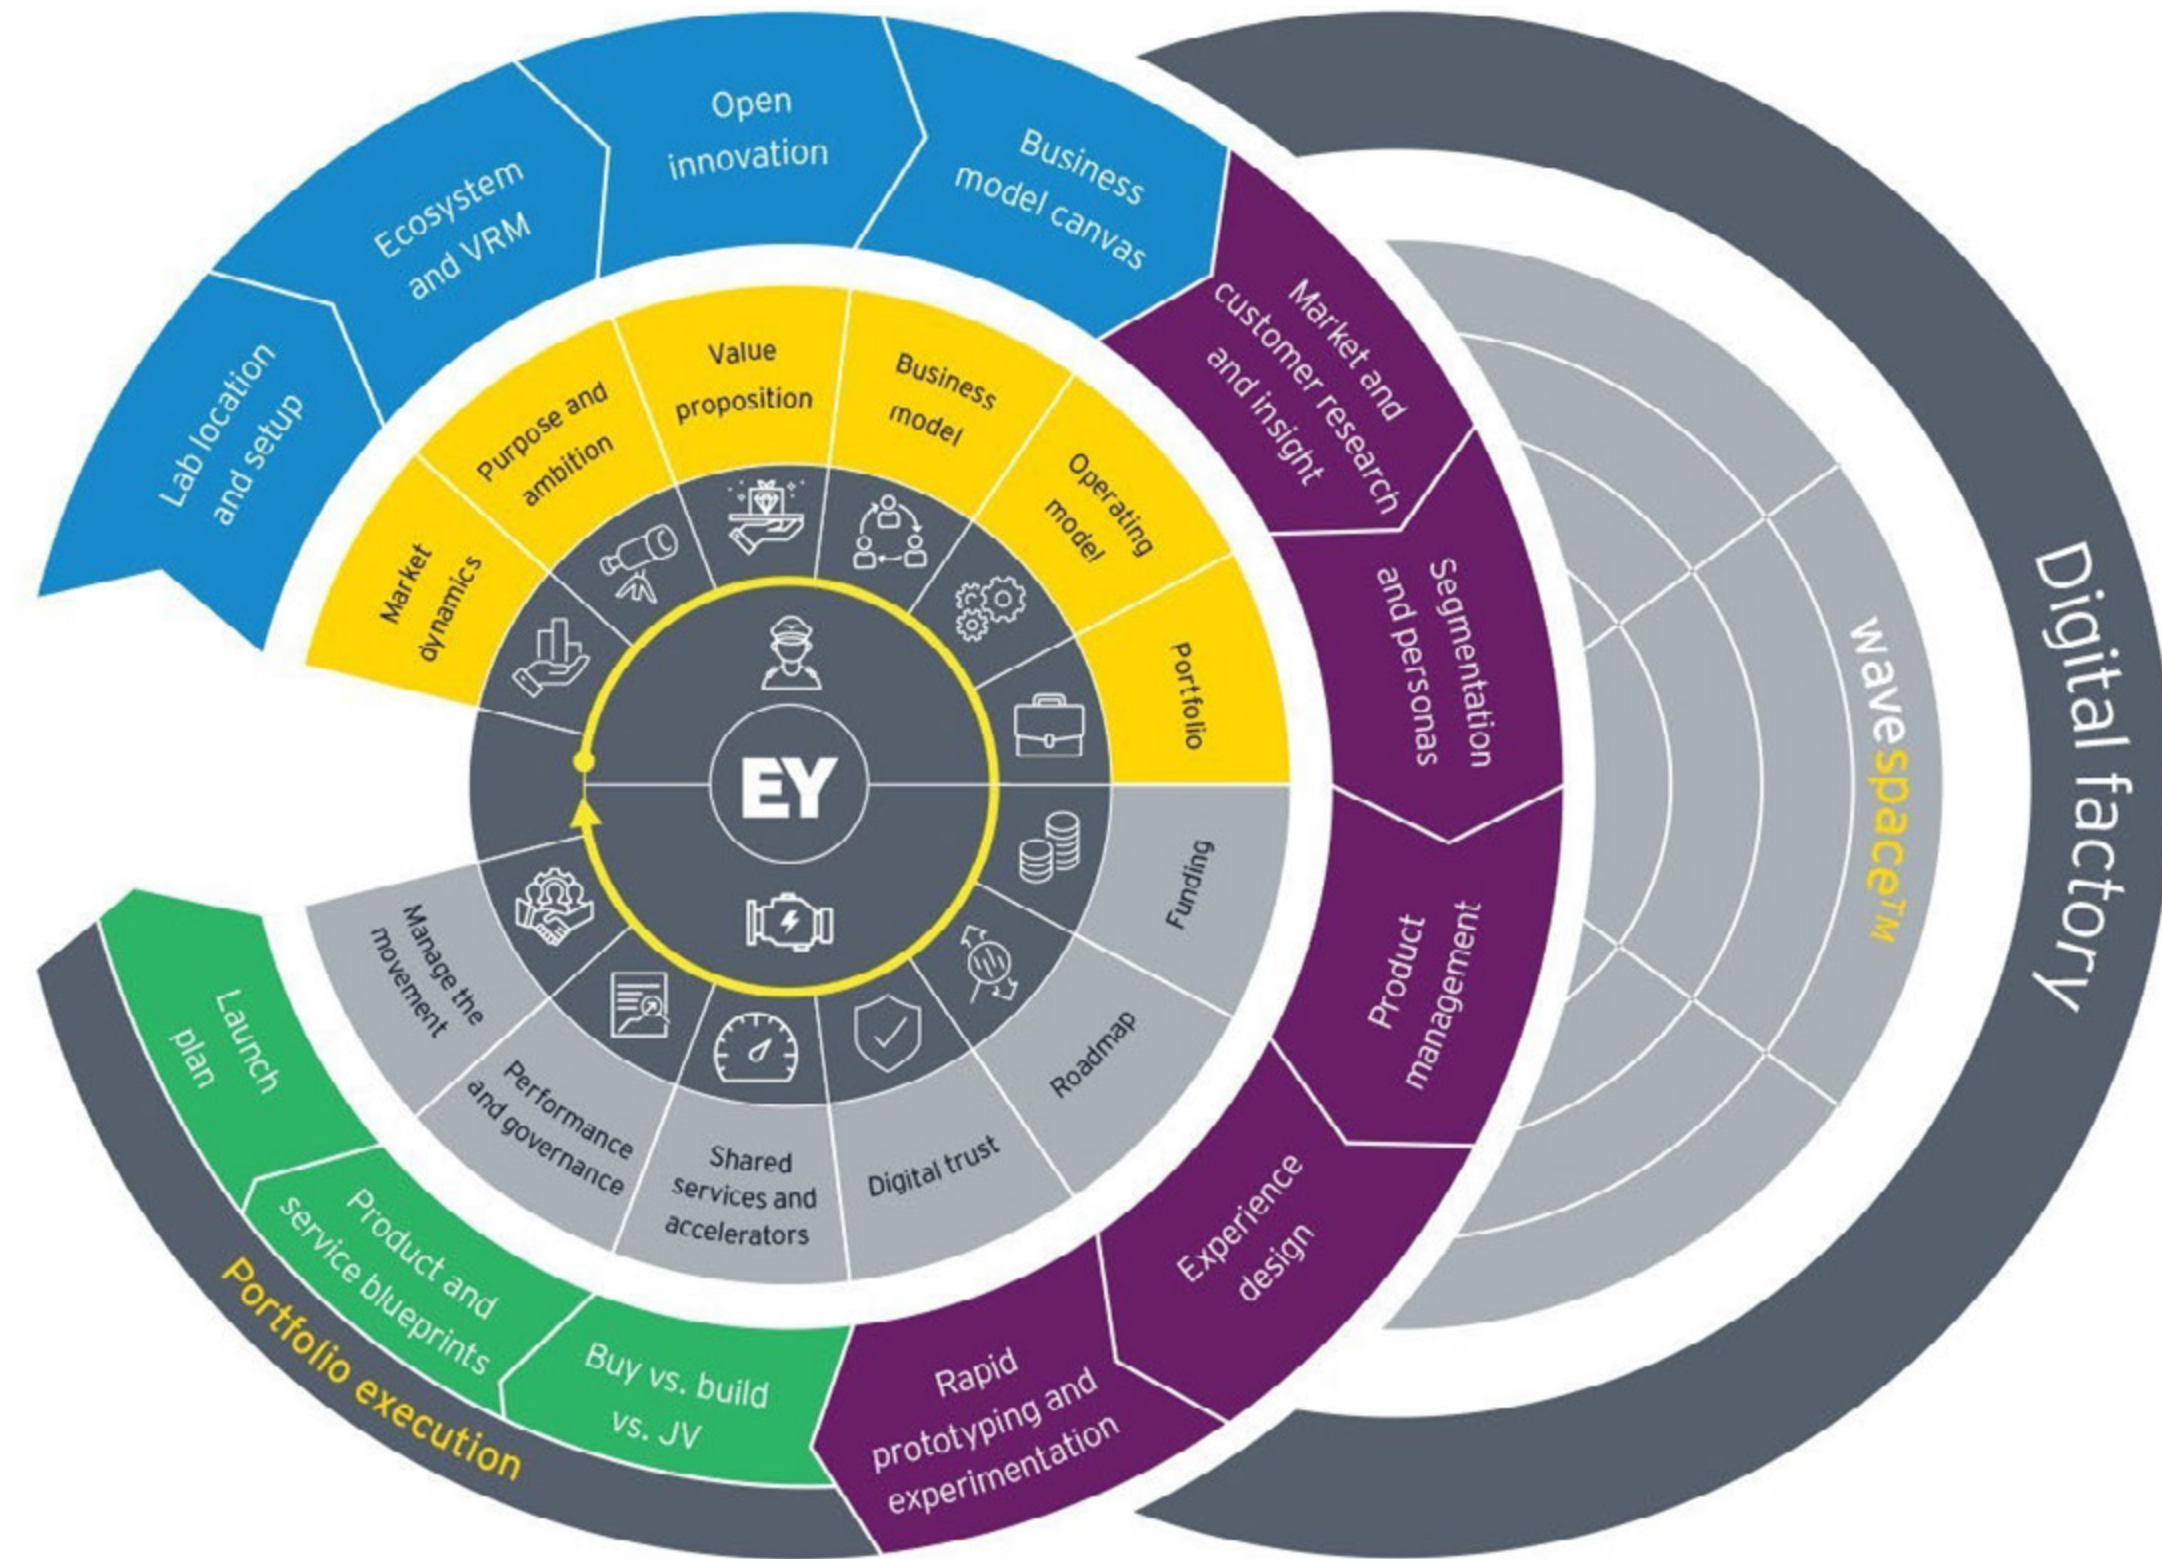 Lab location
and setup
Ecosystem
and VRM
Open
innovation
Business
model canvas
Market and
customer research
and insight
Segmentation
and personas
Product
management
Experience
design
Rapid
prototyping and
experimentation
Buy vs. build
vs. JV
Product and
service blueprints
Launch
plan
Portfolio execution
Market
dynamics
Purpose and
ambition
Value
proposition
Business
model
Operating
model
Portfolio
Funding
Roadmap
Digital trust
Shared
services and
accelerators
Performance
and governance
Manage the
movement
EY
wavespace™
Digital factory